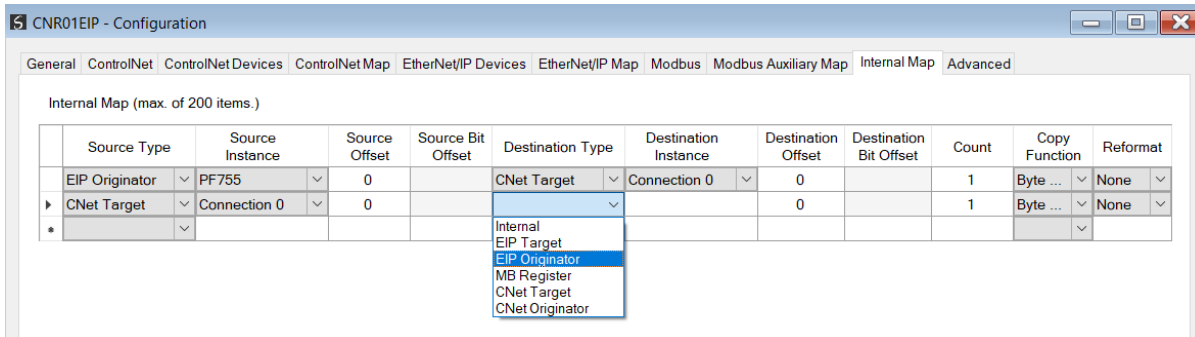 CNR01EIP - Configuration
General ControlNet ControlNet Devices ControlNet Map EtherNet/IP Devices EtherNet/IP Map Modbus Modbus Auxiliary Map Internal Map Advanced
Internal Map (max. of 200 items.)
Source Type Source Instance Source Offset Source Bit Offset Destination Type Destination Instance Destination Offset Destination Bit Offset Count Copy Function Reformat
EIP Originator PF755 0 CNet Target Connection 0 0 1 Byte ... None
CNet Target Connection 0 0 0 1 Byte ... None
Internal
EIP Target
EIP Originator
MB Register
CNet Target
CNet Originator